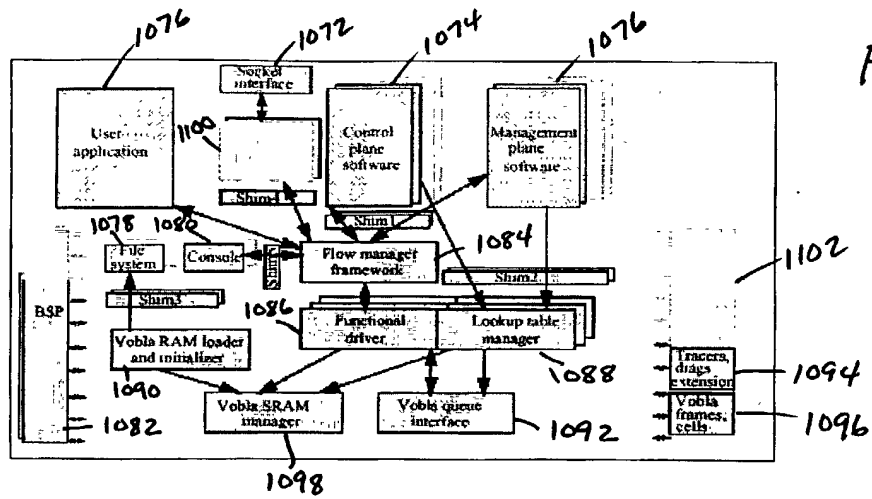 1076
1072
1074
1076
Socket
interface
User
application
1100
Control
plane
software
Management
plane
software
Shim4
Shim1
1078
1080
File
system
Console
Flow manager
framework
1084
1102
Shim2
Shim3
BSP
1086
Functional
driver
Lookup table
manager
Vobla RAM loader
and initializer
1088
Tracers,
diags
extension
1094
1090
Vobla SRAM
manager
Vobla queue
interface
Vobla
frames,
cells
1096
1082
1092
1098